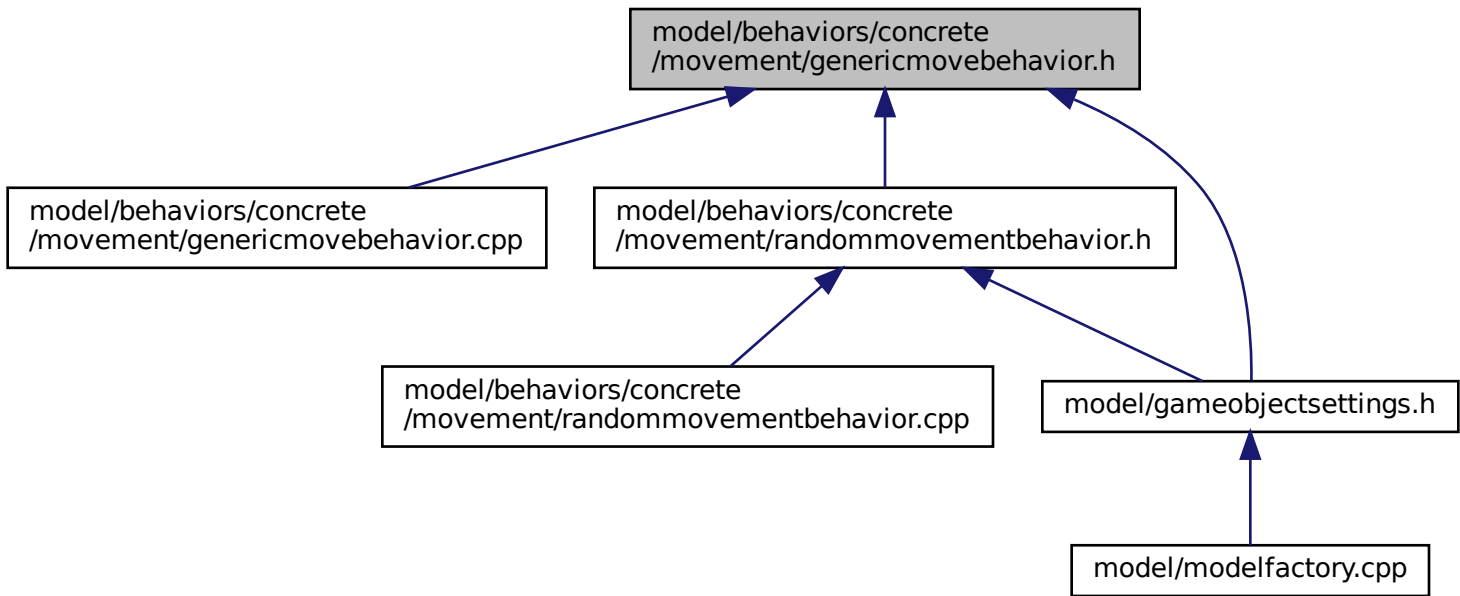 model/behaviors/concrete
/movement/genericmovebehavior.h
model/behaviors/concrete
/movement/genericmovebehavior.cpp
model/behaviors/concrete
/movement/randommovementbehavior.h
model/behaviors/concrete
/movement/randommovementbehavior.cpp
model/gameobjectsettings.h
model/modelfactory.cpp